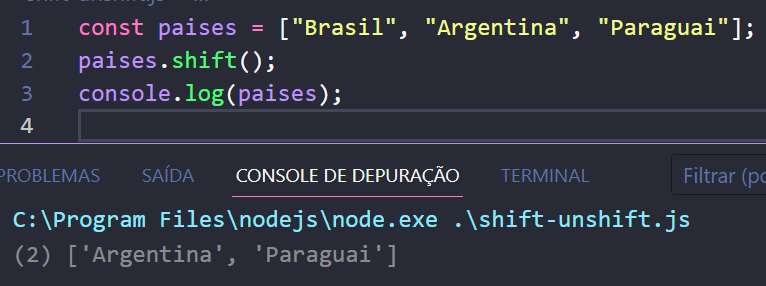 1 const paises = ["Brasil", "Argentina", "Paraguai"];
2 paises.shift();
3 console.log(paises);
4
PROBLEMAS SAÍDA CONSOLE DE DEPURAÇÃO TERMINAL Filtrar (po
C:\Program Files\nodejs\node.exe .\shift-unshift.js
(2) ['Argentina', 'Paraguai']